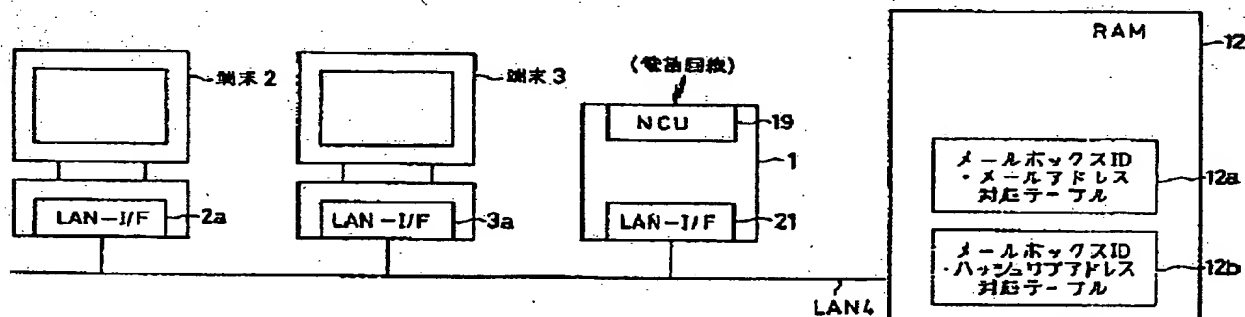 端末2
LAN-I/F
2a
端末3
LAN-I/F
3a
(電話回線)
NCU
19
1
LAN-I/F
21
LAN4
RAM
12
メールボックスID
・メールアドレス
対応テーブル
12a
メールボックスID
・ハッシュリプアドレス
対応テーブル
12b